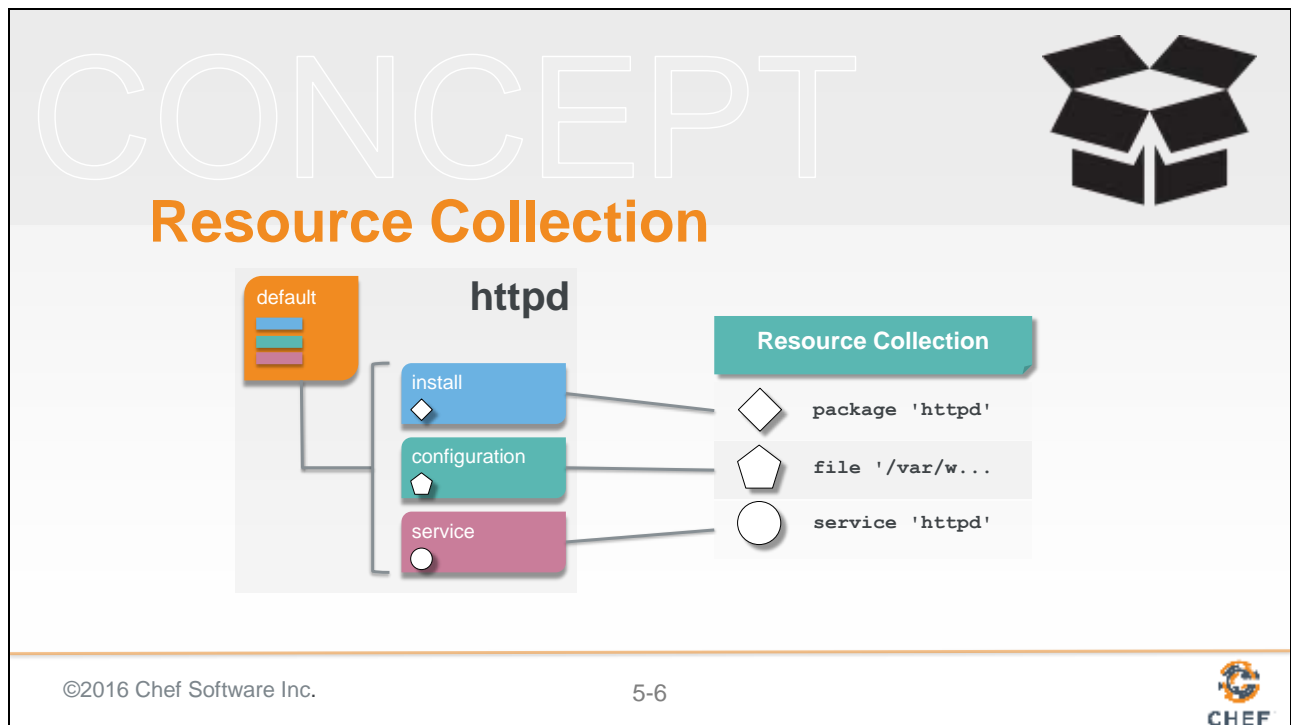 CONCEPT
Resource Collection
default
httpd
install
configuration
service
Resource Collection
package 'httpd'
file '/var/w...
service 'httpd'
©2016 Chef Software Inc.
5-6
CHEF